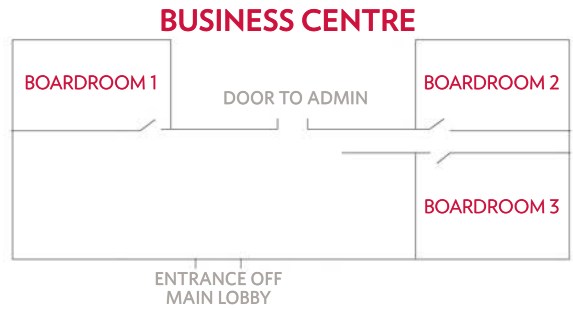 BUSINESS CENTRE
BOARDROOM 1
DOOR TO ADMIN
BOARDROOM 2
BOARDROOM 3
ENTRANCE OFF
MAIN LOBBY